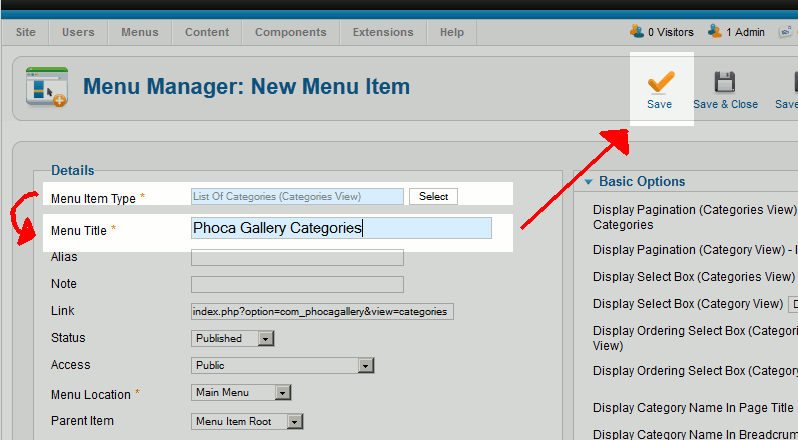 Site Users Menus Content Components Extensions Help 0 Visitors 1 Admin
Menu Manager: New Menu Item
Save Save & Close
Details
Menu Item Type * List Of Categories (Categories View) Select
Menu Title * Phoca Gallery Categories
Alias
Note
Link index.php?option=com_phocagallery&view=categories
Status Published
Access Public
Menu Location * Main Menu
Parent Item Menu Item Root
Basic Options
Display Pagination (Categories View)
Categories
Display Pagination (Category View) -
Display Select Box (Categories View)
Display Select Box (Category View)
Display Ordering Select Box (Categori
View)
Display Ordering Select Box (Category
Display Category Name In Page Title
Display Category Name In Breadcrum